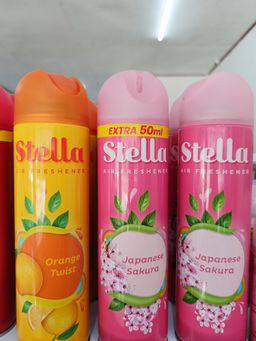 Stella
AIR FRESHENER
Orange
Twist
EXTRA 50ml
Stella
AIR FRESHENER
Japanese
Sakura
Stella
AIR FRESHENER
Japanese
Sakura